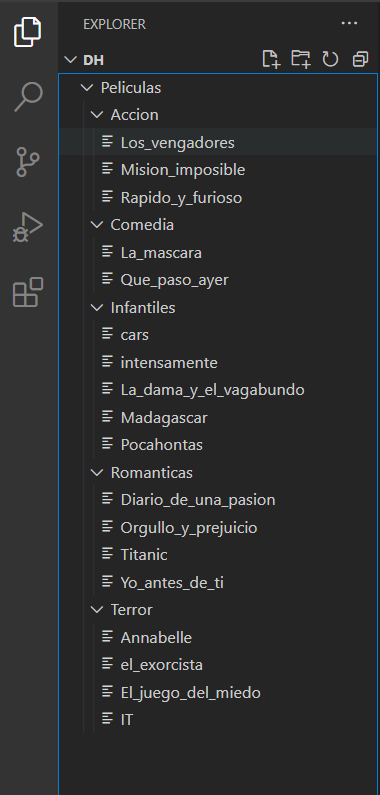 EXPLORER
DH
Peliculas
Accion
Los_vengadores
Mision_imposible
Rapido_y_furioso
Comedia
La_mascara
Que_paso_ayer
Infantiles
cars
intensamente
La_dama_y_el_vagabundo
Madagascar
Pocahontas
Romanticas
Diario_de_una_pasion
Orgullo_y_prejuicio
Titanic
Yo_antes_de_ti
Terror
Annabelle
el_exorcista
El_juego_del_miedo
IT